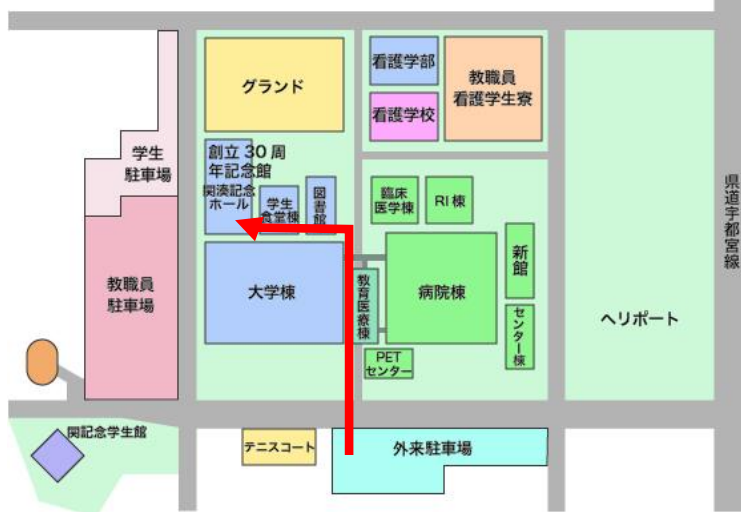 グランド
看護学部
看護学校
教職員
看護学生寮
学生
駐車場
創立30周
年記念館
関湊記念
ホール
学生
食堂棟
図書館
臨床
医学棟
RI棟
県道宇都宮線
教職員
駐車場
大学棟
教育医療棟
病院棟
新館
センター棟
ヘリポート
PET
センター
関記念学生館
テニスコート
外来駐車場